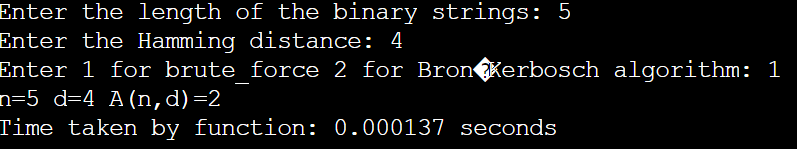 Enter the length of the binary strings: 5
Enter the Hamming distance: 4
Enter 1 for brute_force 2 for Bron�Kerbosch algorithm: 1
n=5 d=4 A(n,d)=2
Time taken by function: 0.000137 seconds